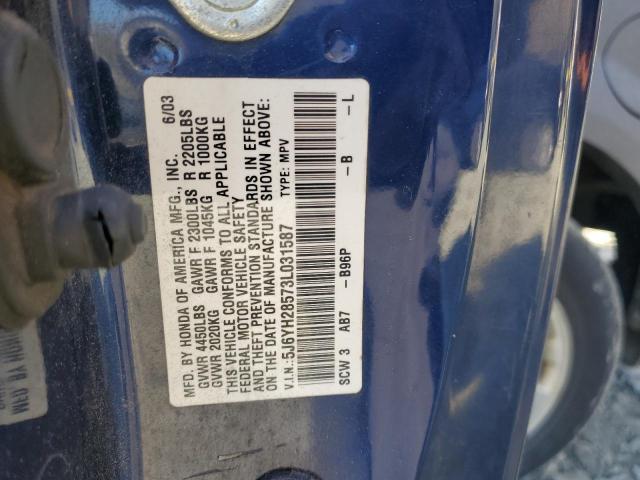 MFD. BY HONDA OF AMERICA MFG., INC. 6/03
GVWR 4450LBS GAWR F 2300LBS R 2205LBS
GVWR 2020KG GAWR F 1045KG R 1000KG
THIS VEHICLE CONFORMS TO ALL APPLICABLE
FEDERAL MOTOR VEHICLE SAFETY
AND THEFT PREVENTION STANDARDS IN EFFECT
ON THE DATE OF MANUFACTURE SHOWN ABOVE:
V.I.N.:5J6YH28573L031587 TYPE: MPV
SCW 3 AB7 -B96P -B -L
MFG BY